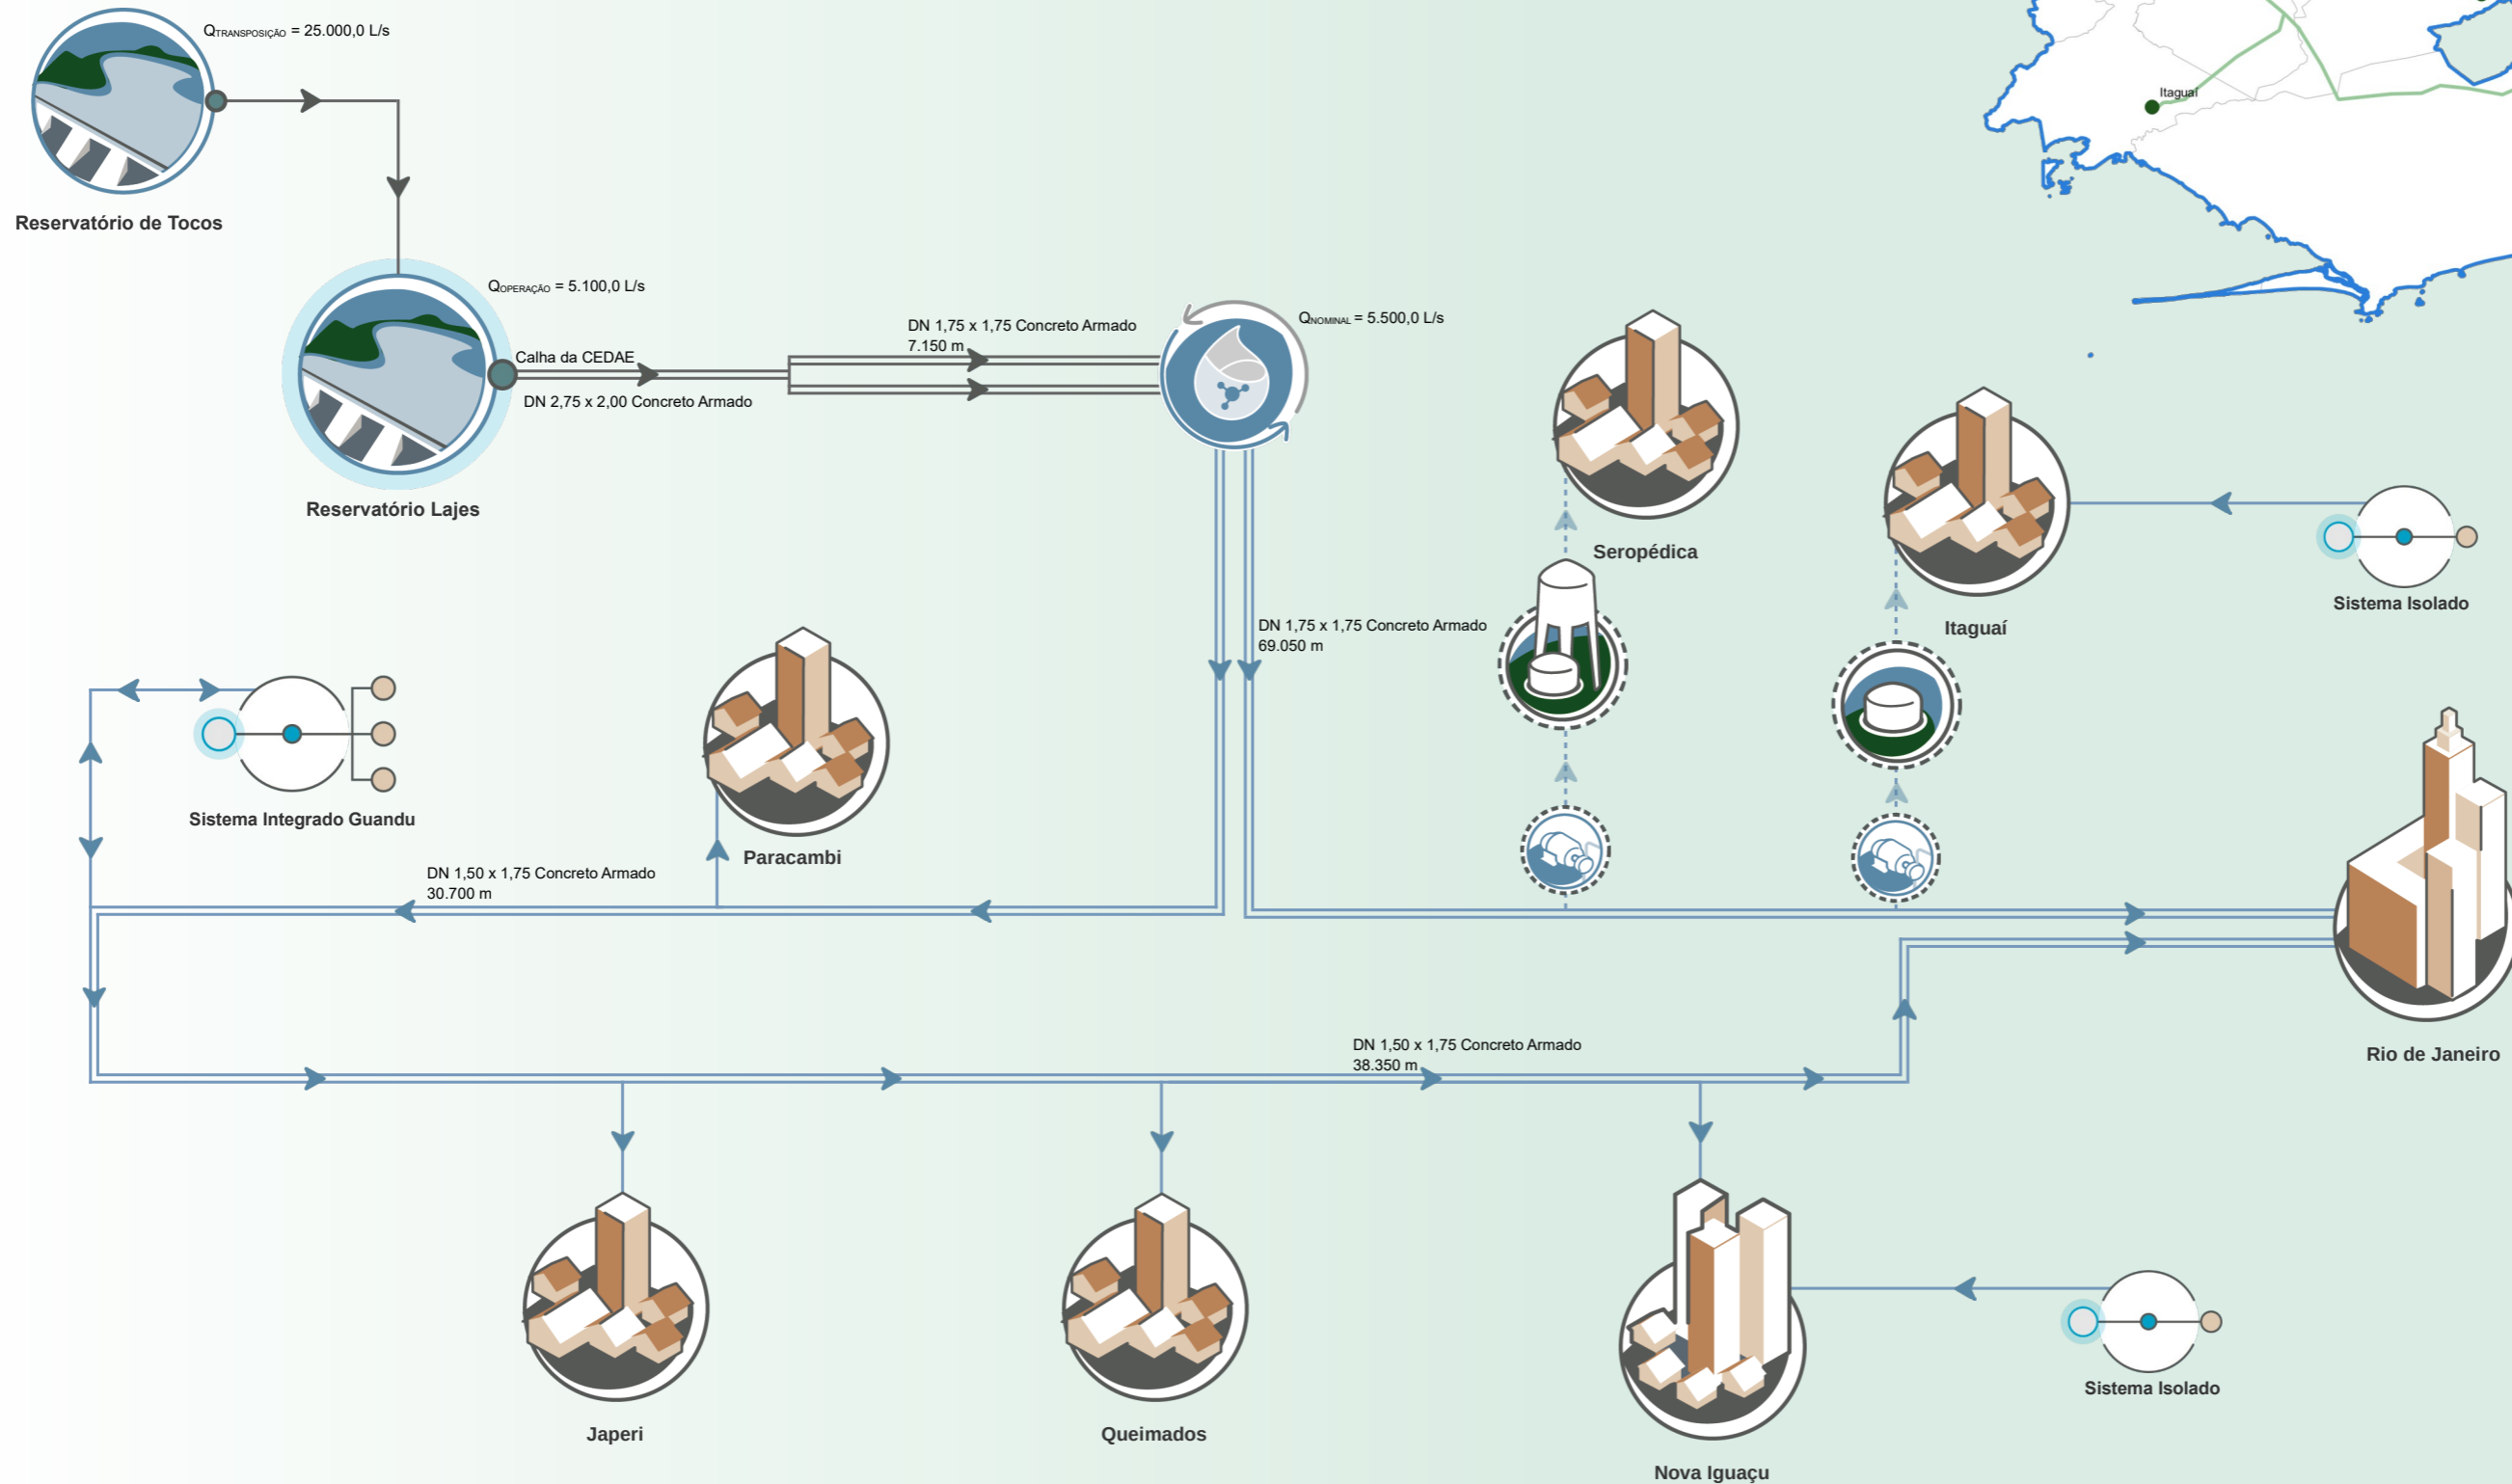 QTRANSPOSIÇÃO = 25.000,0 L/s
Itaguaí
Reservatório de Tocos
QOPERAÇÃO = 5.100,0 L/s
QNOMINAL = 5.500,0 L/s
DN 1,75 x 1,75 Concreto Armado
7.150 m
Calha da CEDAE
DN 2,75 x 2,00 Concreto Armado
Reservatório Lajes
Seropédica
Sistema Isolado
Itaguaí
DN 1,75 x 1,75 Concreto Armado
69.050 m
Sistema Integrado Guandu
Paracambi
DN 1,50 x 1,75 Concreto Armado
30.700 m
DN 1,50 x 1,75 Concreto Armado
38.350 m
Rio de Janeiro
Sistema Isolado
Japeri
Queimados
Nova Iguaçu